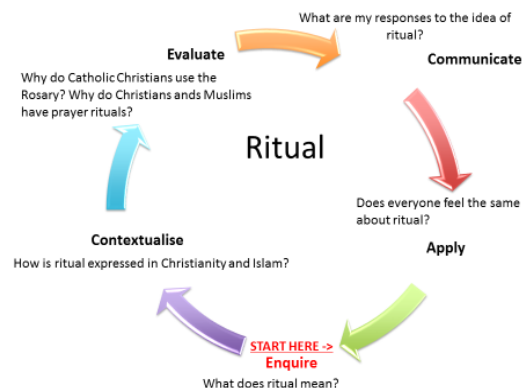 What are my responses to the idea of
ritual?
Communicate
Evaluate
Why do Catholic Christians use the
Rosary? Why do Christians ands Muslims
have prayer rituals?
Ritual
Does everyone feel the same
about ritual?
Apply
Contextualise
How is ritual expressed in Christianity and Islam?
START HERE ->
Enquire
What does ritual mean?